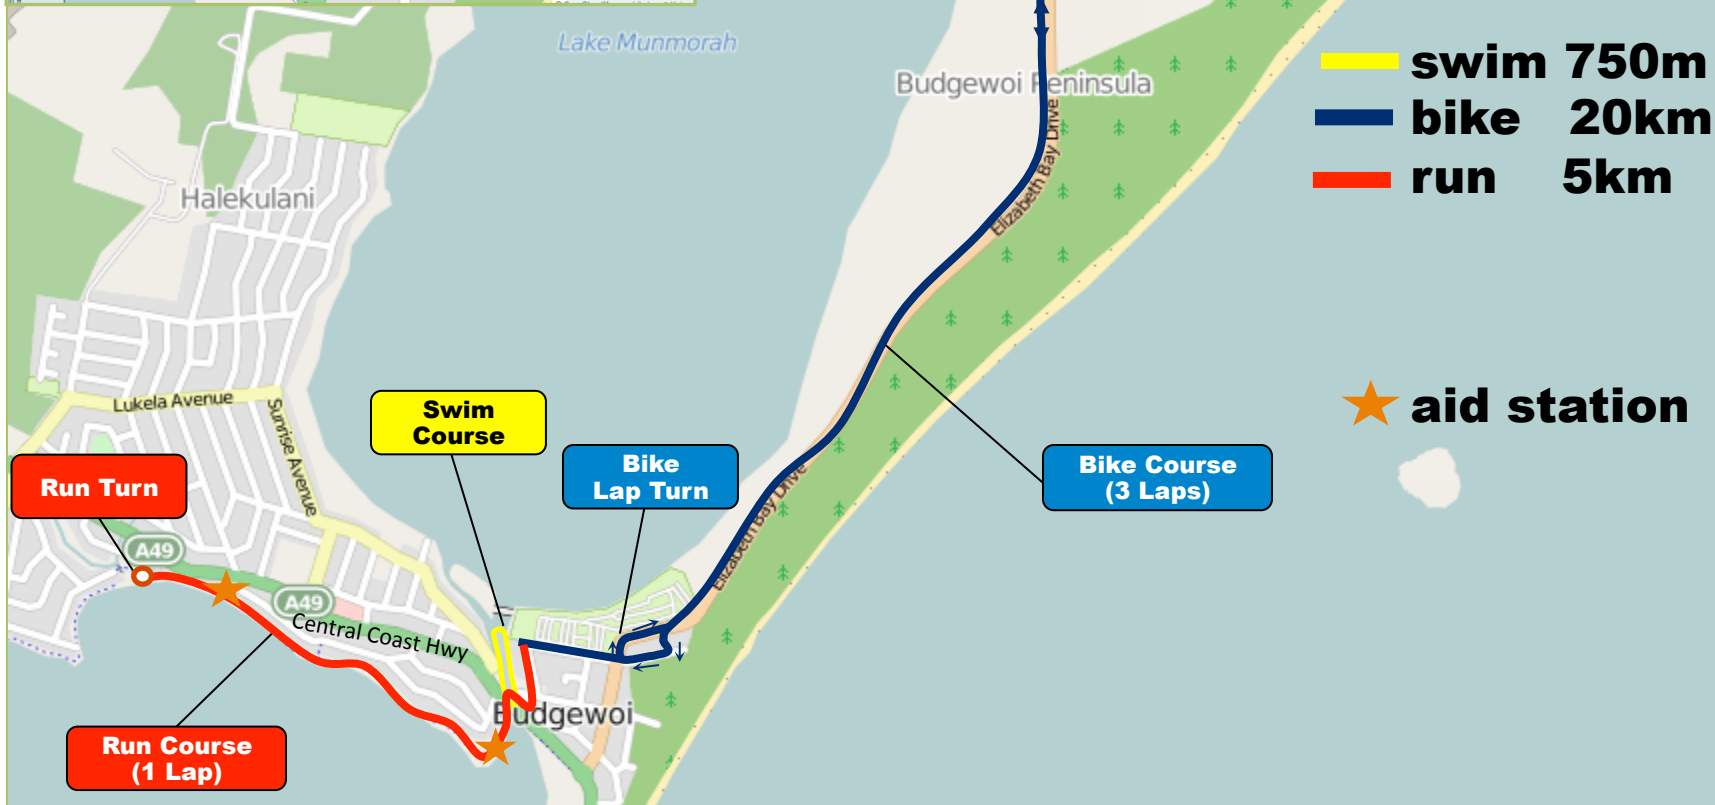 Lake Munmorah
Budgewoi Peninsula
swim 750m
bike 20km
run 5km
Elizabeth Bay Drive
Halekulani
Lukela Avenue
Sunrise Avenue
Swim
Course
aid station
Bike
Lap Turn
Bike Course
(3 Laps)
Run Turn
Elizabeth Bay Drive
A49
A49
Central Coast Hwy
Budgewoi
Run Course
(1 Lap)